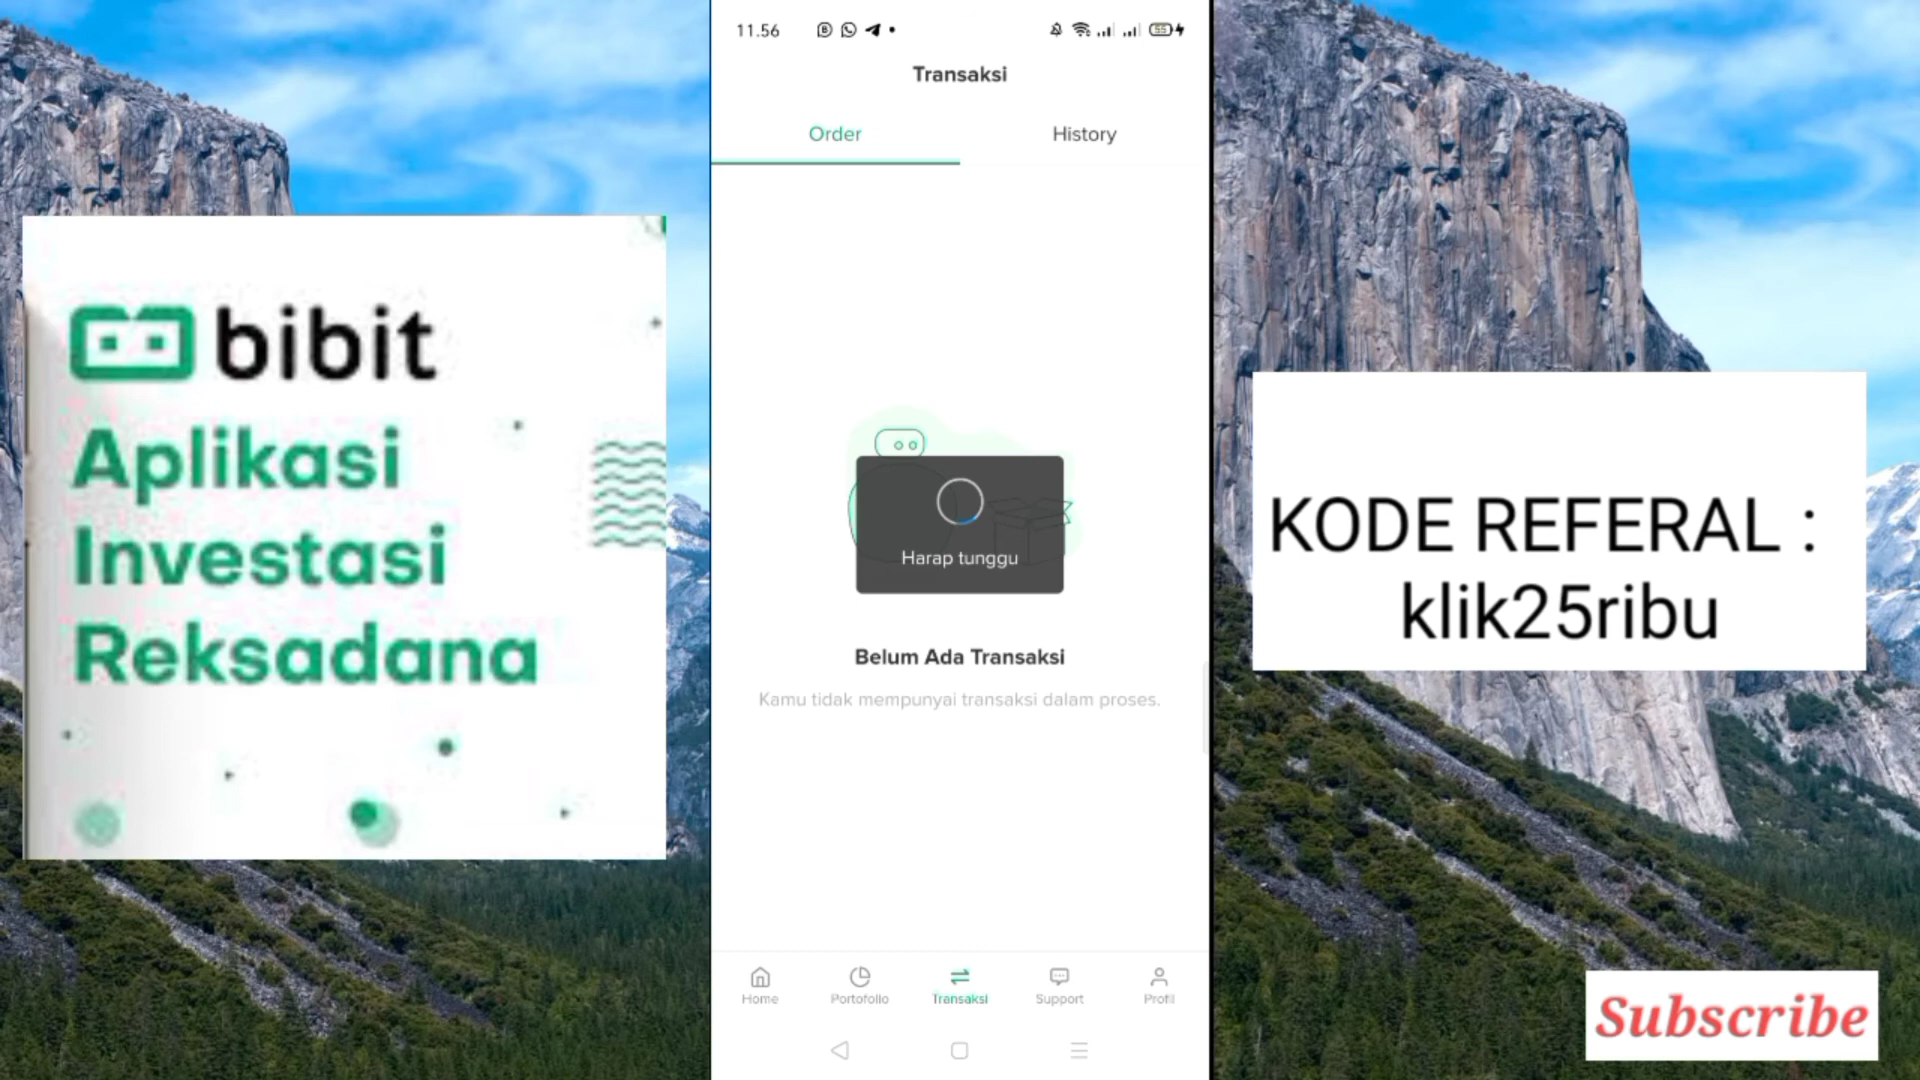 bibit
Aplikasi
Investasi
Reksadana
11.56
55
Transaksi
Order
History
Harap tunggu
Belum Ada Transaksi
Kamu tidak mempunyai transaksi dalam proses.
Home
Portofolio
Transaksi
Support
Profil
KODE REFERAL :
klik25ribu
Subscribe